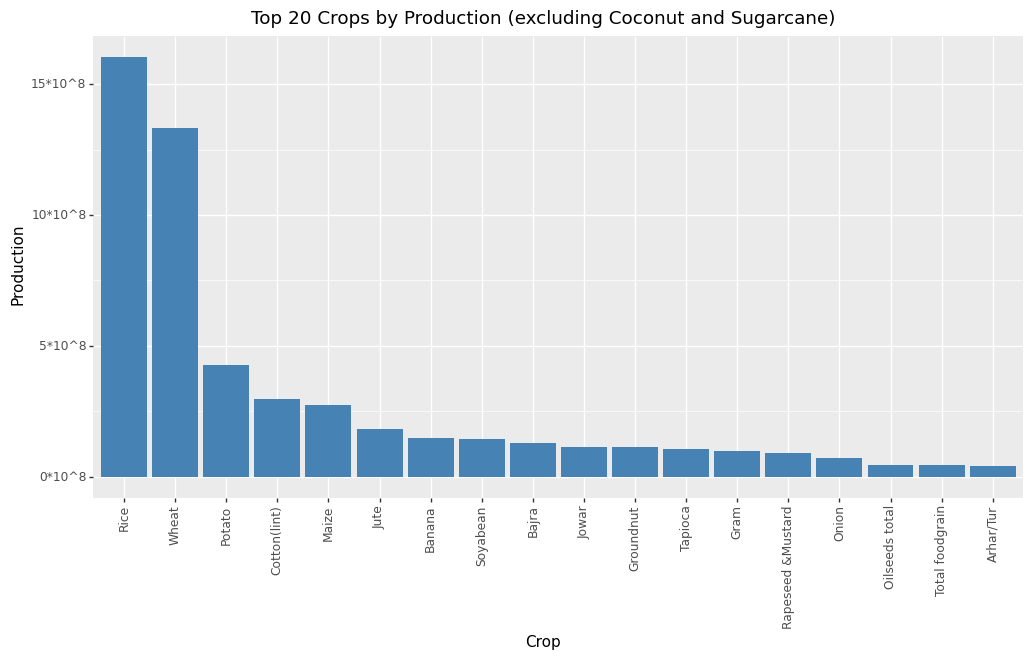 Top 20 Crops by Production (excluding Coconut and Sugarcane)
Production
15*10^8
10*10^8
5*10^8
0*10^8
Rice
Wheat
Potato
Cotton(lint)
Maize
Jute
Banana
Soyabean
Bajra
Jowar
Groundnut
Tapioca
Gram
Rapeseed &Mustard
Onion
Oilseeds total
Total foodgrain
Arhar/Tur
Crop